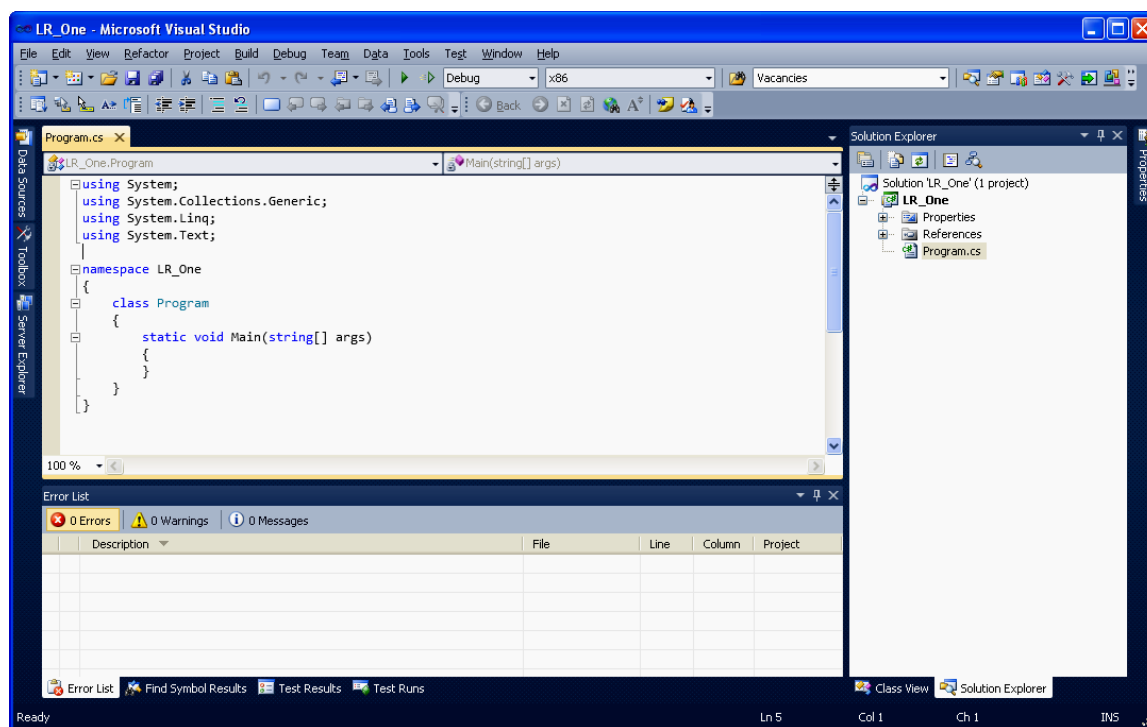 LR_One - Microsoft Visual Studio
File Edit View Refactor Project Build Debug Team Data Tools Test Window Help
Debug x86 Vacancies
Back
Program.cs
LR_One.Program Main(string[] args)
using System;
using System.Collections.Generic;
using System.Linq;
using System.Text;
namespace LR_One
{
class Program
{
static void Main(string[] args)
{
}
}
}
100 %
Data Sources
Toolbox
Server Explorer
Solution Explorer
Solution 'LR_One' (1 project)
LR_One
Properties
References
Program.cs
Properties
Error List
0 Errors 0 Warnings 0 Messages
Description File Line Column Project
Error List Find Symbol Results Test Results Test Runs
Class View Solution Explorer
Ready Ln 5 Col 1 Ch 1 INS